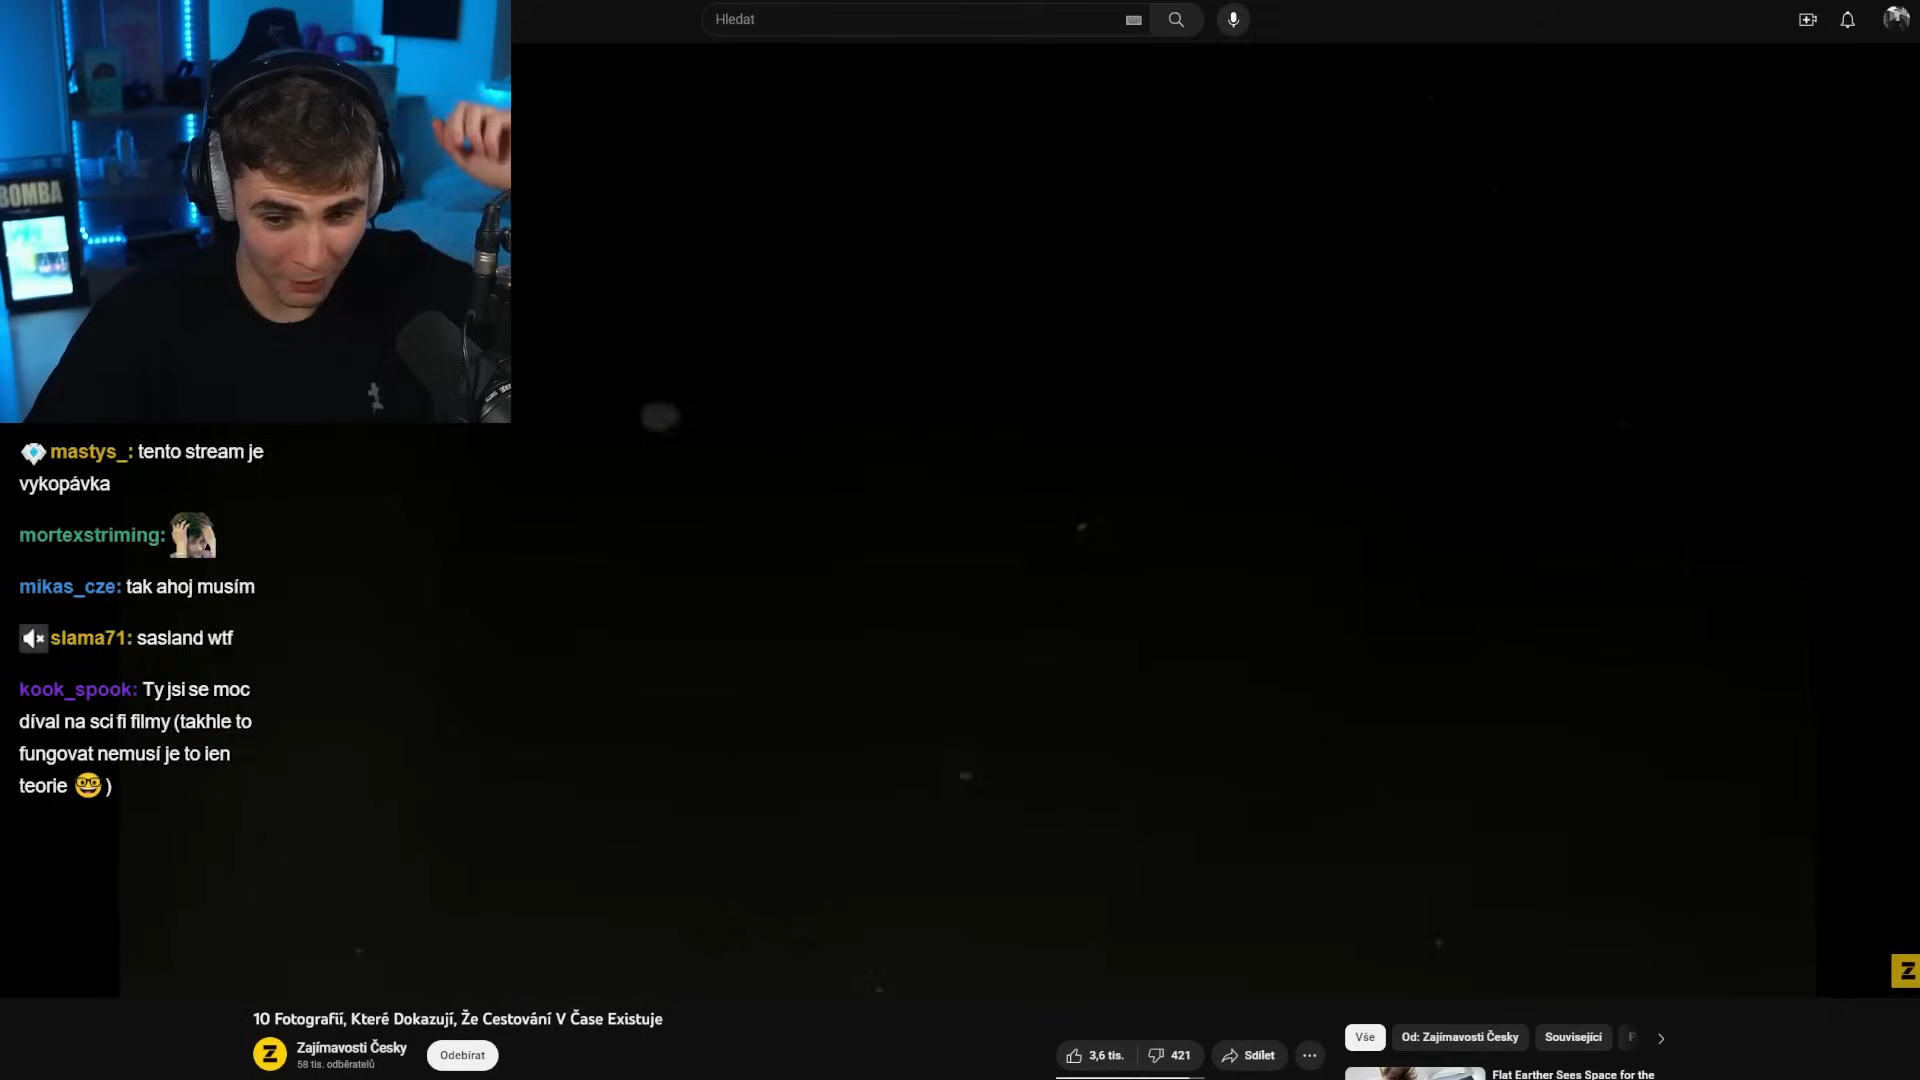 Hledat
BOMBA
mastys_: tento stream je
vykopávka
mortexstriming:
mikas_cze: tak ahoj musím
slama71: sasland wtf
kook_spook: Ty jsi se moc
díval na sci fi filmy (takhle to
fungovat nemusí je to jen
teorie 🤓 )
Z
10 Fotografií, Které Dokazují, Že Cestování V Čase Existuje
Z
Zajímavosti Česky
58 tis. odběratelů
Odebírat
3,6 tis.
421
Sdílet
Vše
Od: Zajímavosti Česky
Související
P
Flat Earther Sees Space for the